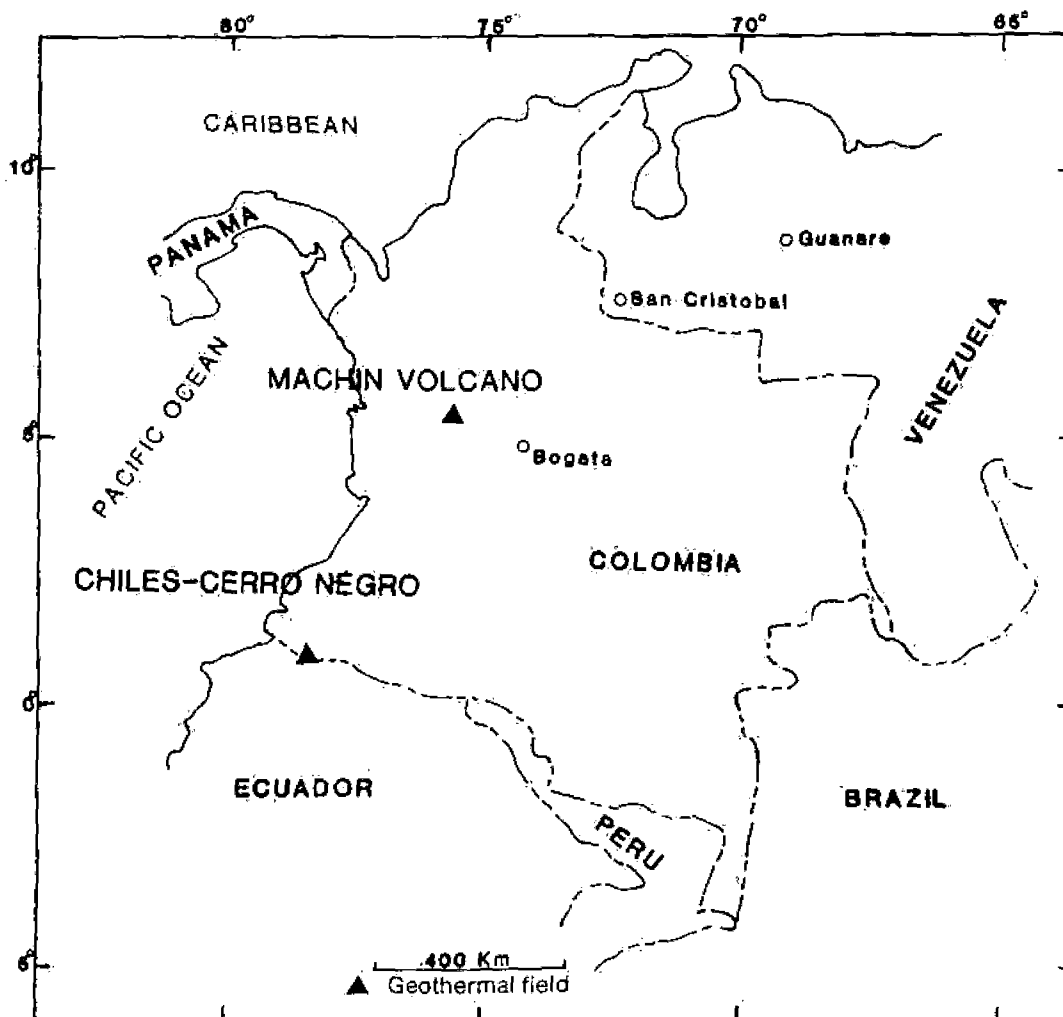 80° 75° 70° 65°
CARIBBEAN
10°
PANAMA
Guanare
San Cristobal
VENEZUELA
PACIFIC OCEAN
MACHIN VOLCANO
5°
Bogata
COLOMBIA
CHILES-CERRO NEGRO
0°
ECUADOR
BRAZIL
PERU
5°
400 Km
Geothermal field